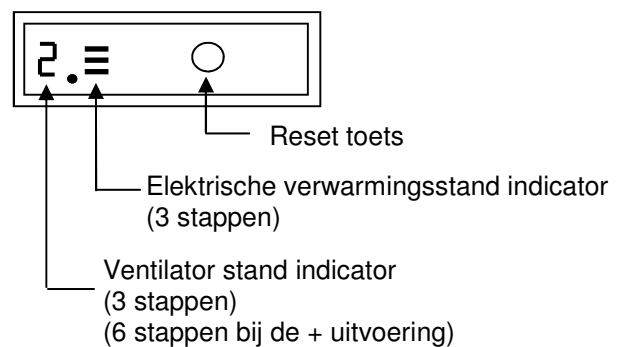 2.
Reset toets
Elektrische verwarmingsstand indicator
(3 stappen)
Ventilator stand indicator
(3 stappen)
(6 stappen bij de + uitvoering)